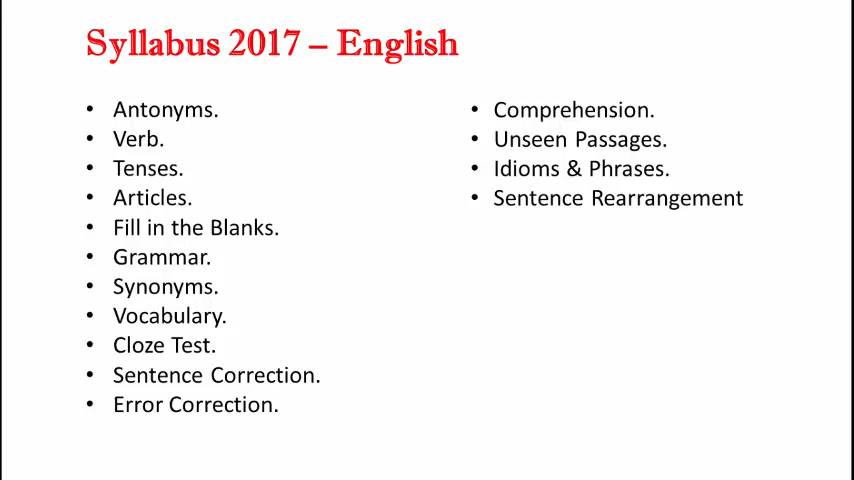 Syllabus 2017 – English
• Antonyms.
• Verb.
• Tenses.
• Articles.
• Fill in the Blanks.
• Grammar.
• Synonyms.
• Vocabulary.
• Cloze Test.
• Sentence Correction.
• Error Correction.
• Comprehension.
• Unseen Passages.
• Idioms & Phrases.
• Sentence Rearrangement